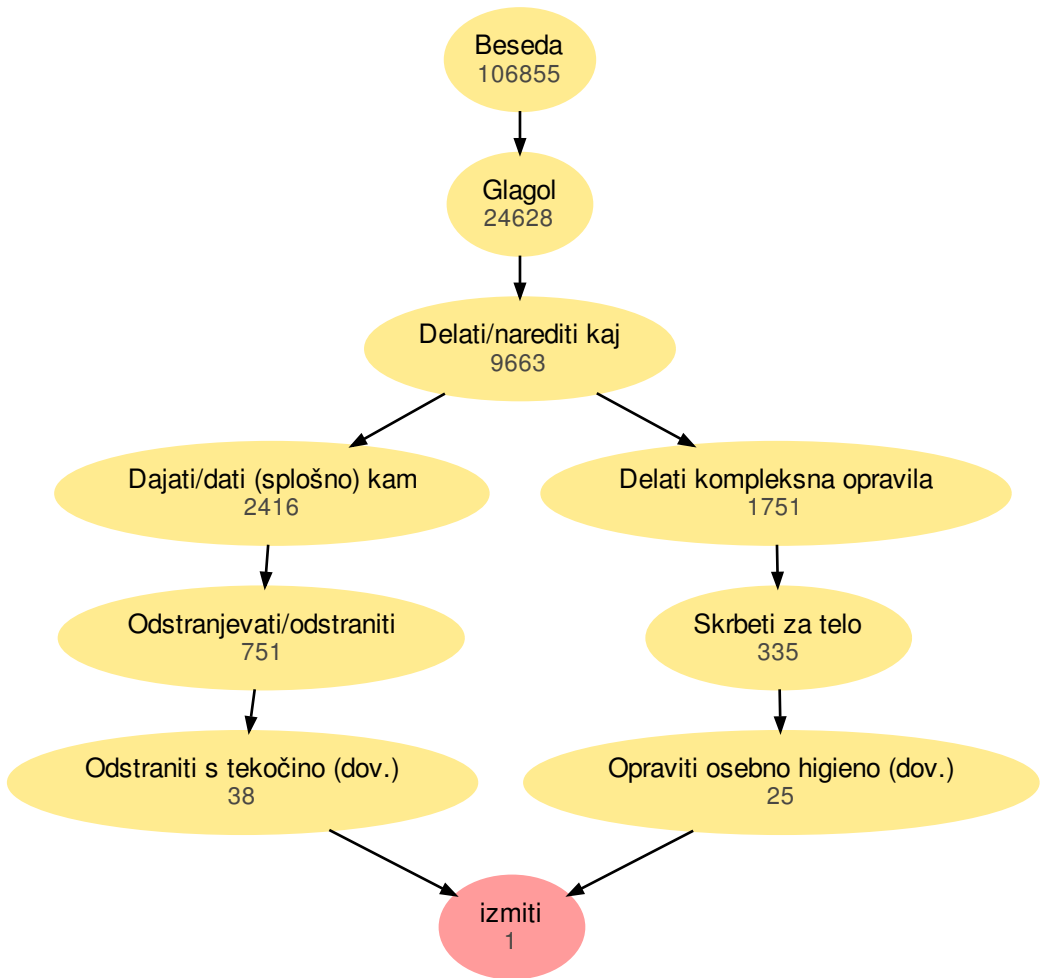 Beseda
106855
Glagol
24628
Delati/narediti kaj
9663
Dajati/dati (splošno) kam
2416
Delati kompleksna opravila
1751
Odstranjevati/odstraniti
751
Skrbeti za telo
335
Odstraniti s tekočino (dov.)
38
Opraviti osebno higieno (dov.)
25
izmiti
1